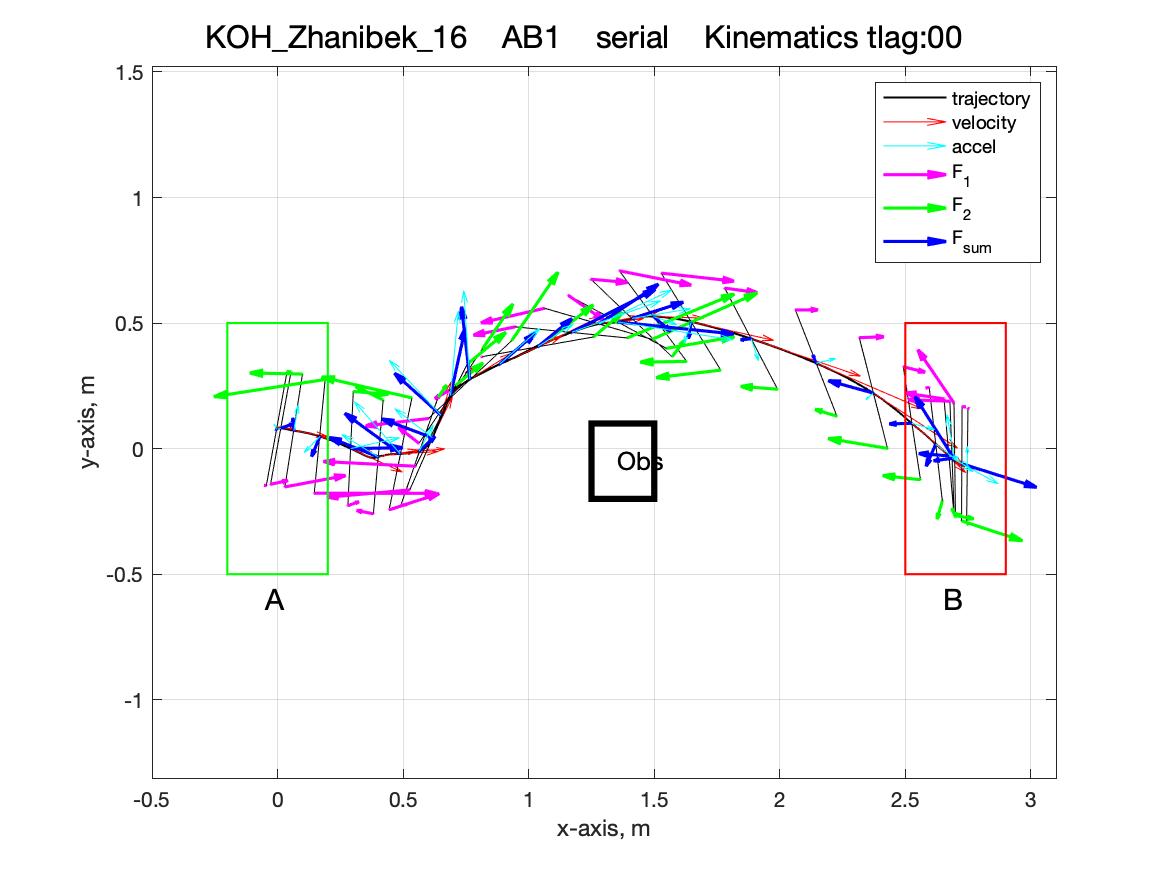 KOH_Zhanibek_16 AB1 serial Kinematics tlag:00
1.5
1
0.5
0
-0.5
-1
y-axis, m
trajectory
velocity
accel
F1
F2
Fsum
Obs
A
B
-0.5 0 0.5 1 1.5 2 2.5 3
x-axis, m